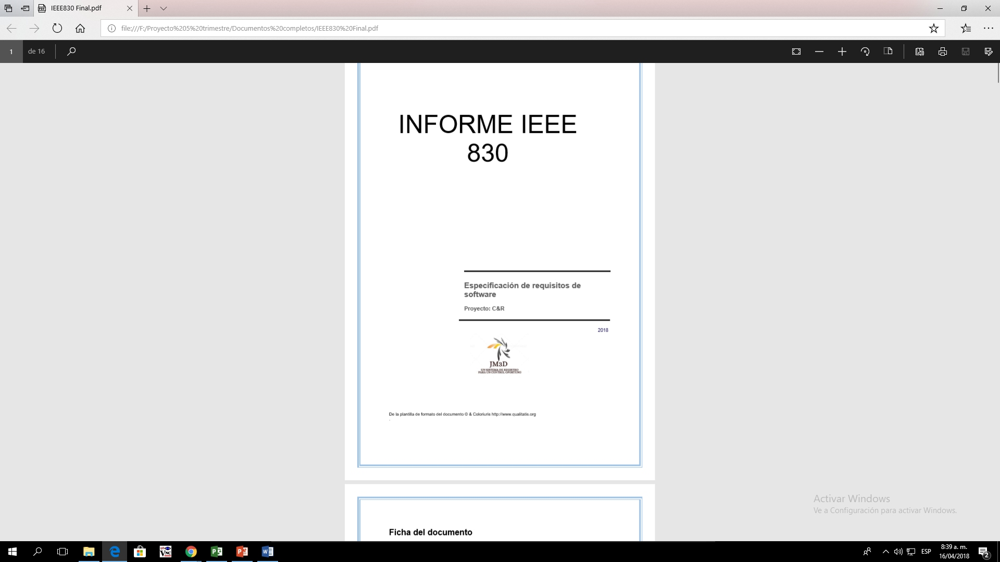 IEEE830 Final.pdf
file:///F:/Proyecto%205%20trimestre/Documentos%20completos/IEEE830%20Final.pdf
1 de 16
INFORME IEEE
830
Especificación de requisitos de
software
Proyecto: C&R
2018
JM3D
UN SISTEMA DE REGISTRO
PARA UN CONTROL OPORTUNO
De la plantilla de formato del documento © & Coloriuris http://www.qualitatis.org
Activar Windows
Ve a Configuración para activar Windows.
Ficha del documento
ESP
8:39 a. m.
16/04/2018
2